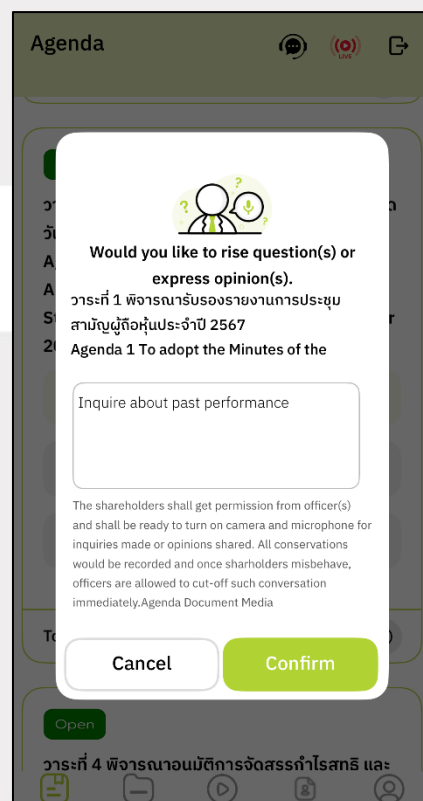 Agenda
LIVE
Would you like to rise question(s) or
express opinion(s).
วาระที่ 1 พิจารณารับรองรายงานการประชุม
สามัญผู้ถือหุ้นประจำปี 2567
Agenda 1 To adopt the Minutes of the
Inquire about past performance
The shareholders shall get permission from officer(s)
and shall be ready to turn on camera and microphone for
inquiries made or opinions shared. All conservations
would be recorded and once sharholders misbehave,
officers are allowed to cut-off such conversation
immediately.Agenda Document Media
Cancel
Confirm
Open
วาระที่ 4 พิจารณาอนุมัติการจัดสรรกำไรสุทธิ และ